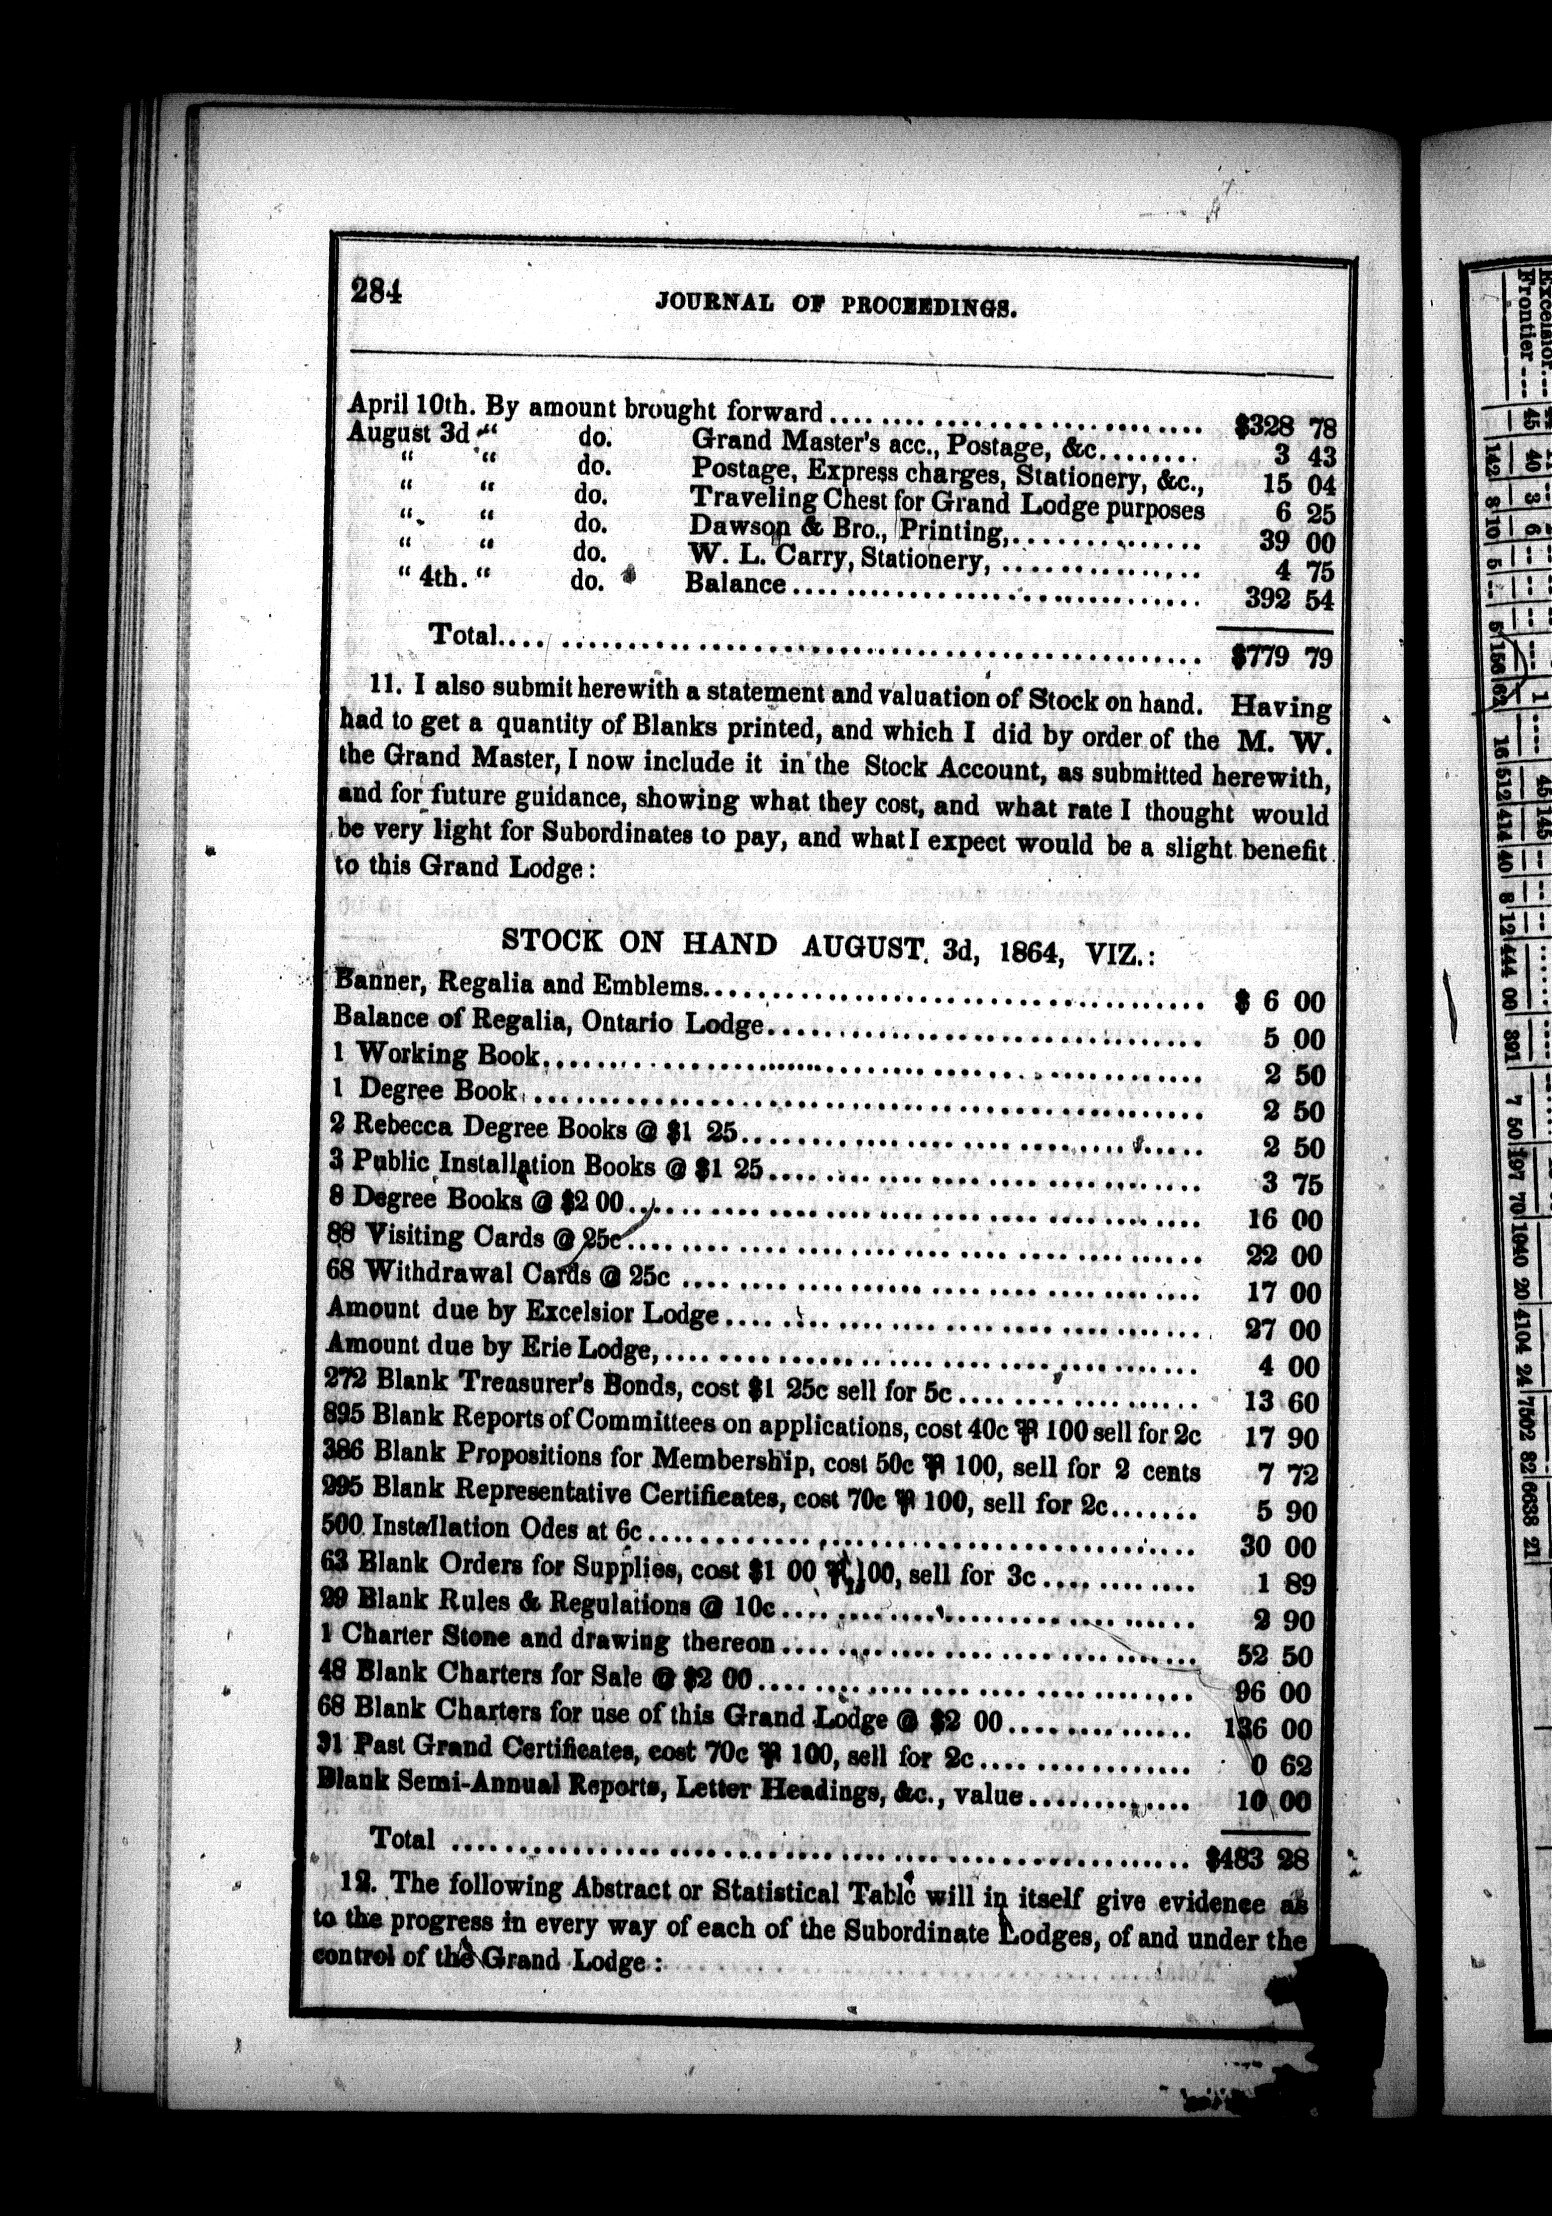 284
JOURNAL OF PROCEEDINGS.
April 10th. By amount brought forward.... $328 78
August 3d " do. Grand Master's acc., Postage, &c........ 3 43
" " do. Postage, Express charges, Stationery, &c., 15 04
" " do. Traveling Chest for Grand Lodge purposes 6 25
" " do. Dawson & Bro., Printing,.............. 39 00
" " do. W. L. Carry, Stationery, ............... 4 75
" 4th. " do. Balance.............................. 392 54
Total.... $779 79
11. I also submit herewith a statement and valuation of Stock on hand. Having
had to get a quantity of Blanks printed, and which I did by order of the M. W.
the Grand Master, I now include it in the Stock Account, as submitted herewith,
and for future guidance, showing what they cost, and what rate I thought would
be very light for Subordinates to pay, and what I expect would be a slight benefit
to this Grand Lodge:
STOCK ON HAND AUGUST 3d, 1864, VIZ.:
Banner, Regalia and Emblems.... $ 6 00
Balance of Regalia, Ontario Lodge.... 5 00
1 Working Book.... 2 50
1 Degree Book.... 2 50
2 Rebecca Degree Books @ $1 25.... 2 50
3 Public Installation Books @ $1 25.... 3 75
8 Degree Books @ $2 00.... 16 00
88 Visiting Cards @ 25c.... 22 00
68 Withdrawal Cards @ 25c .... 17 00
Amount due by Excelsior Lodge.... 27 00
Amount due by Erie Lodge,.... 4 00
272 Blank Treasurer's Bonds, cost $1 25c sell for 5c.... 13 60
895 Blank Reports of Committees on applications, cost 40c ⅌ 100 sell for 2c 17 90
386 Blank Propositions for Membership, cost 50c ⅌ 100, sell for 2 cents 7 72
295 Blank Representative Certificates, cost 70c ⅌ 100, sell for 2c....... 5 90
500 Installation Odes at 6c.... 30 00
63 Blank Orders for Supplies, cost $1 00 ⅌ 100, sell for 3c.... 1 89
29 Blank Rules & Regulations @ 10c.... 2 90
1 Charter Stone and drawing thereon.... 52 50
48 Blank Charters for Sale @ $2 00.... 96 00
68 Blank Charters for use of this Grand Lodge @ $2 00.... 136 00
31 Past Grand Certificates, cost 70c ⅌ 100, sell for 2c.... 0 62
Blank Semi-Annual Reports, Letter Headings, &c., value.... 10 00
Total .... $483 28
12. The following Abstract or Statistical Table will in itself give evidence as
to the progress in every way of each of the Subordinate Lodges, of and under the
control of the Grand Lodge:
Excelsior
Frontier